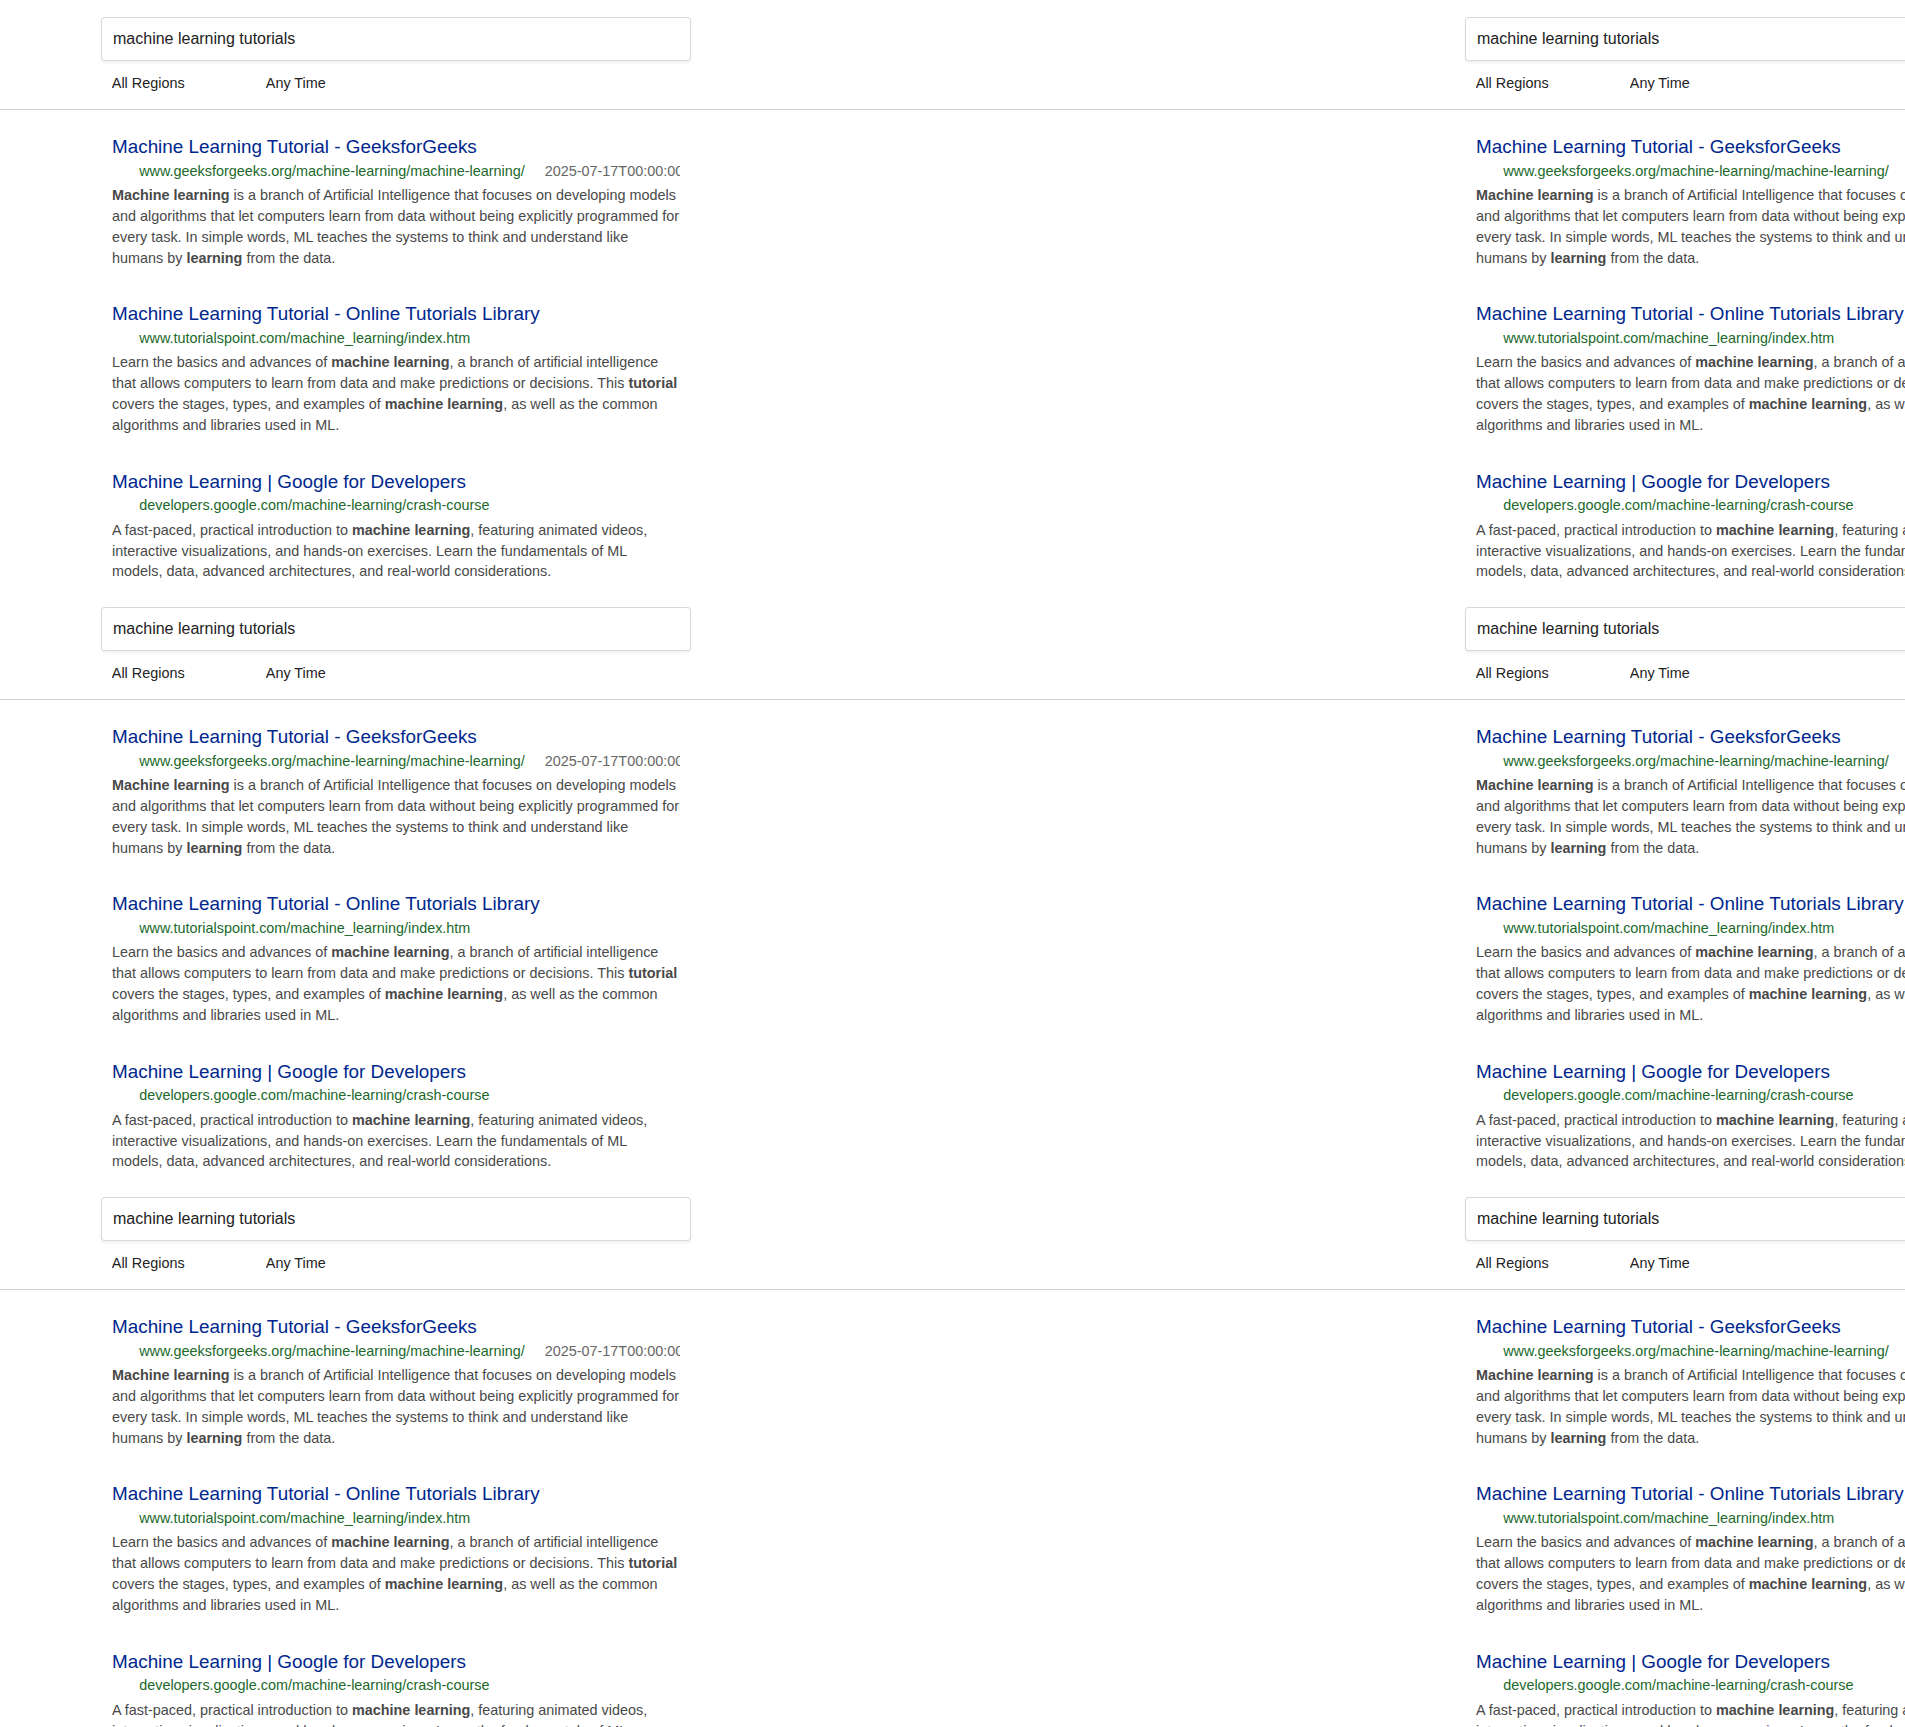 machine learning tutorials
All Regions Any Time
Machine Learning Tutorial - GeeksforGeeks
www.geeksforgeeks.org/machine-learning/machine-learning/ 2025-07-17T00:00:00
Machine learning is a branch of Artificial Intelligence that focuses on developing models
and algorithms that let computers learn from data without being explicitly programmed for
every task. In simple words, ML teaches the systems to think and understand like
humans by learning from the data.
Machine Learning Tutorial - Online Tutorials Library
www.tutorialspoint.com/machine_learning/index.htm
Learn the basics and advances of machine learning, a branch of artificial intelligence
that allows computers to learn from data and make predictions or decisions. This tutorial
covers the stages, types, and examples of machine learning, as well as the common
algorithms and libraries used in ML.
Machine Learning | Google for Developers
developers.google.com/machine-learning/crash-course
A fast-paced, practical introduction to machine learning, featuring animated videos,
interactive visualizations, and hands-on exercises. Learn the fundamentals of ML
models, data, advanced architectures, and real-world considerations.
machine learning tutorials
All Regions Any Time
Machine Learning Tutorial - GeeksforGeeks
www.geeksforgeeks.org/machine-learning/machine-learning/ 2025-07-17T00:00:00
Machine learning is a branch of Artificial Intelligence that focuses on developing models
and algorithms that let computers learn from data without being explicitly programmed for
every task. In simple words, ML teaches the systems to think and understand like
humans by learning from the data.
Machine Learning Tutorial - Online Tutorials Library
www.tutorialspoint.com/machine_learning/index.htm
Learn the basics and advances of machine learning, a branch of artificial intelligence
that allows computers to learn from data and make predictions or decisions. This tutorial
covers the stages, types, and examples of machine learning, as well as the common
algorithms and libraries used in ML.
Machine Learning | Google for Developers
developers.google.com/machine-learning/crash-course
A fast-paced, practical introduction to machine learning, featuring animated videos,
interactive visualizations, and hands-on exercises. Learn the fundamentals of ML
models, data, advanced architectures, and real-world considerations.
machine learning tutorials
All Regions Any Time
Machine Learning Tutorial - GeeksforGeeks
www.geeksforgeeks.org/machine-learning/machine-learning/ 2025-07-17T00:00:00
Machine learning is a branch of Artificial Intelligence that focuses on developing models
and algorithms that let computers learn from data without being explicitly programmed for
every task. In simple words, ML teaches the systems to think and understand like
humans by learning from the data.
Machine Learning Tutorial - Online Tutorials Library
www.tutorialspoint.com/machine_learning/index.htm
Learn the basics and advances of machine learning, a branch of artificial intelligence
that allows computers to learn from data and make predictions or decisions. This tutorial
covers the stages, types, and examples of machine learning, as well as the common
algorithms and libraries used in ML.
Machine Learning | Google for Developers
developers.google.com/machine-learning/crash-course
A fast-paced, practical introduction to machine learning, featuring animated videos,
machine learning tutorials
All Regions Any Time
Machine Learning Tutorial - GeeksforGeeks
www.geeksforgeeks.org/machine-learning/machine-learning/
Machine learning is a branch of Artificial Intelligence that focuses
and algorithms that let computers learn from data without being
every task. In simple words, ML teaches the systems to think and
humans by learning from the data.
Machine Learning Tutorial - Online Tutorials Library
www.tutorialspoint.com/machine_learning/index.htm
Learn the basics and advances of machine learning, a branch of
that allows computers to learn from data and make predictions or
covers the stages, types, and examples of machine learning, as
algorithms and libraries used in ML.
Machine Learning | Google for Developers
developers.google.com/machine-learning/crash-course
A fast-paced, practical introduction to machine learning, featuring
interactive visualizations, and hands-on exercises. Learn the
models, data, advanced architectures, and real-world
machine learning tutorials
All Regions Any Time
Machine Learning Tutorial - GeeksforGeeks
www.geeksforgeeks.org/machine-learning/machine-learning/
Machine learning is a branch of Artificial Intelligence that focuses
and algorithms that let computers learn from data without being
every task. In simple words, ML teaches the systems to think and
humans by learning from the data.
Machine Learning Tutorial - Online Tutorials Library
www.tutorialspoint.com/machine_learning/index.htm
Learn the basics and advances of machine learning, a branch of
that allows computers to learn from data and make predictions or
covers the stages, types, and examples of machine learning, as
algorithms and libraries used in ML.
Machine Learning | Google for Developers
developers.google.com/machine-learning/crash-course
A fast-paced, practical introduction to machine learning, featuring
interactive visualizations, and hands-on exercises. Learn the
models, data, advanced architectures, and real-world
machine learning tutorials
All Regions Any Time
Machine Learning Tutorial - GeeksforGeeks
www.geeksforgeeks.org/machine-learning/machine-learning/
Machine learning is a branch of Artificial Intelligence that focuses
and algorithms that let computers learn from data without being
every task. In simple words, ML teaches the systems to think and
humans by learning from the data.
Machine Learning Tutorial - Online Tutorials Library
www.tutorialspoint.com/machine_learning/index.htm
Learn the basics and advances of machine learning, a branch of
that allows computers to learn from data and make predictions or
covers the stages, types, and examples of machine learning, as
algorithms and libraries used in ML.
Machine Learning | Google for Developers
developers.google.com/machine-learning/crash-course
A fast-paced, practical introduction to machine learning, featuring